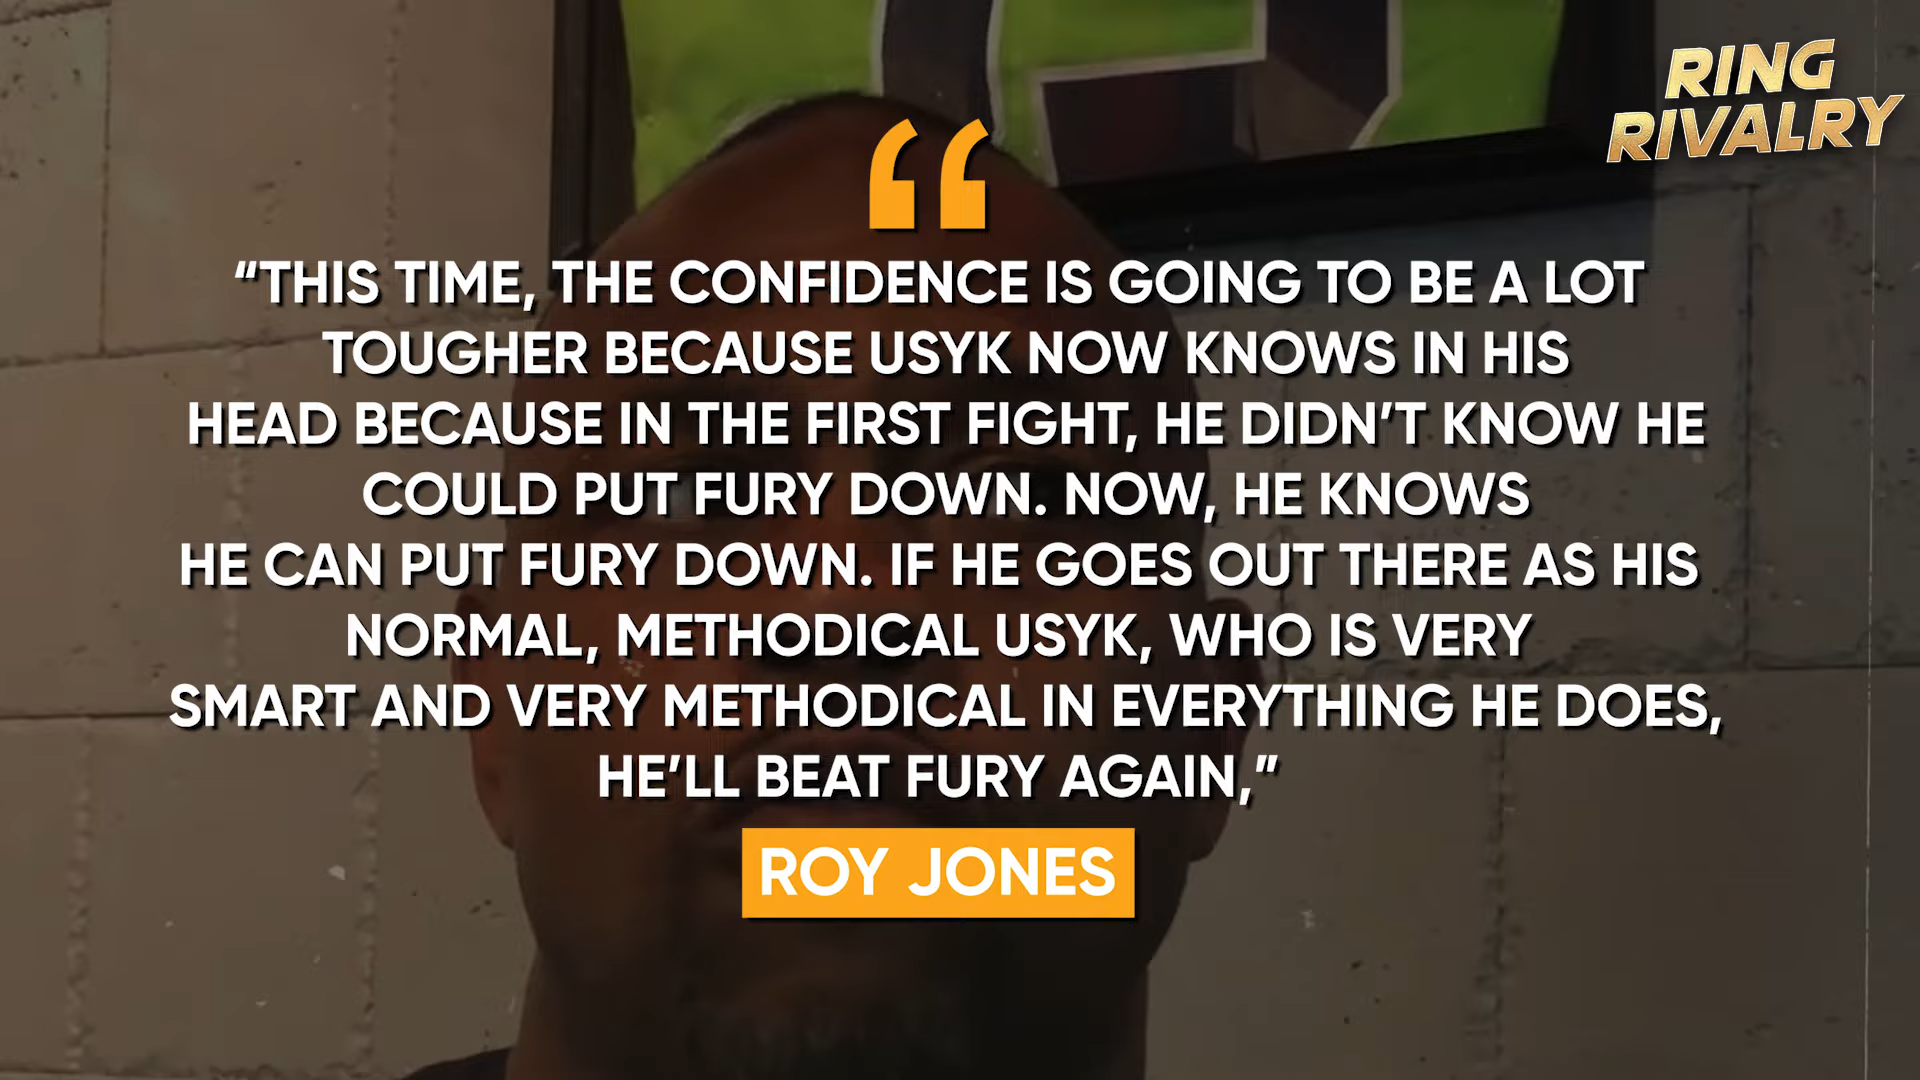 RING
RIVALRY
“
“THIS TIME, THE CONFIDENCE IS GOING TO BE A LOT
TOUGHER BECAUSE USYK NOW KNOWS IN HIS
HEAD BECAUSE IN THE FIRST FIGHT, HE DIDN’T KNOW HE
COULD PUT FURY DOWN. NOW, HE KNOWS
HE CAN PUT FURY DOWN. IF HE GOES OUT THERE AS HIS
NORMAL, METHODICAL USYK, WHO IS VERY
SMART AND VERY METHODICAL IN EVERYTHING HE DOES,
HE’LL BEAT FURY AGAIN,”
ROY JONES